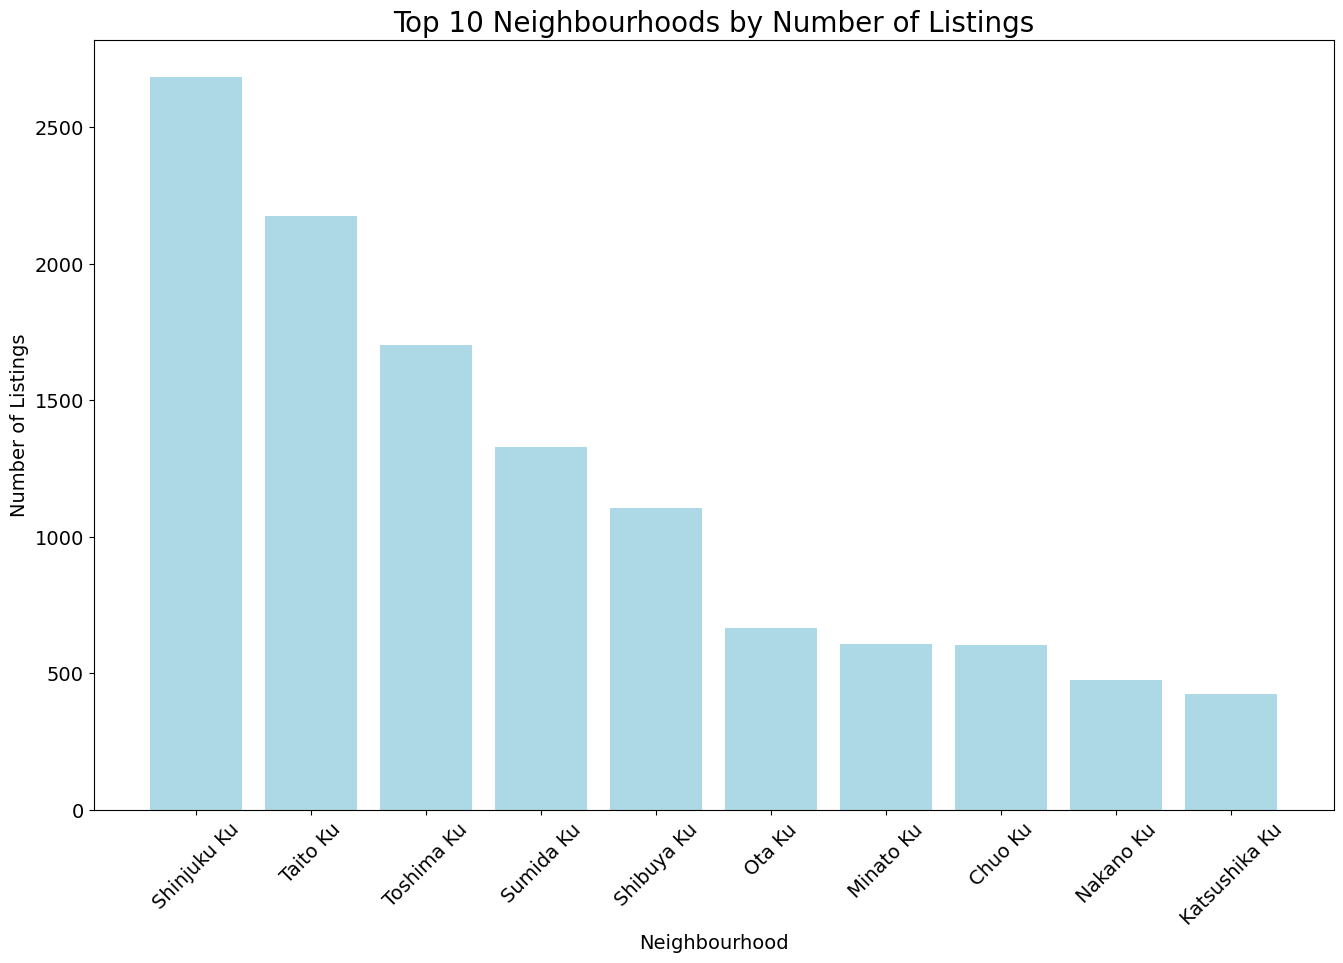 Top 10 Neighbourhoods by Number of Listings
Number of Listings
2500
2000
1500
1000
500
0
Shinjuku Ku
Taito Ku
Toshima Ku
Sumida Ku
Shibuya Ku
Ota Ku
Minato Ku
Chuo Ku
Nakano Ku
Katsushika Ku
Neighbourhood